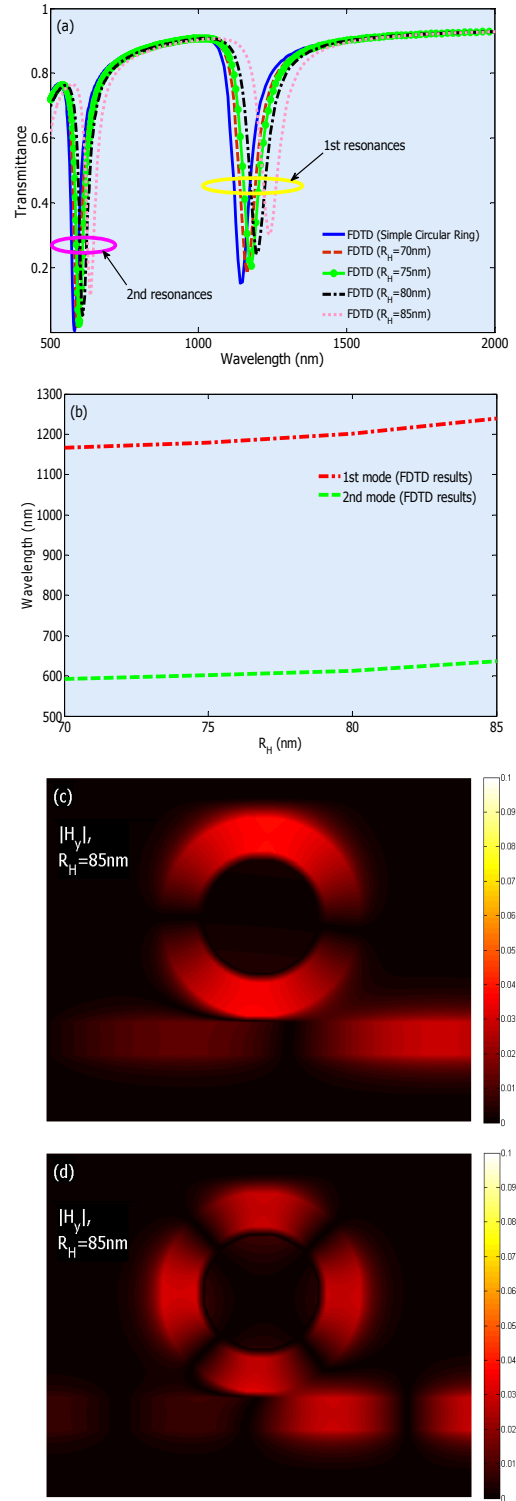 (a)
Transmittance
1
0.8
0.6
0.4
0.2
1st resonances
2nd resonances
FDTD (Simple Circular Ring)
FDTD (R_H=70nm)
FDTD (R_H=75nm)
FDTD (R_H=80nm)
FDTD (R_H=85nm)
500 1000 1500 2000
Wavelength (nm)
(b)
Wavelength (nm)
1300
1200
1100
1000
900
800
700
600
500
1st mode (FDTD results)
2nd mode (FDTD results)
70 75 80 85
R_H (nm)
(c)
|H_y|,
R_H=85nm
0.1
0.09
0.08
0.07
0.06
0.05
0.04
0.03
0.02
0.01
0
(d)
|H_y|,
R_H=85nm
0.1
0.09
0.08
0.07
0.06
0.05
0.04
0.03
0.02
0.01
0